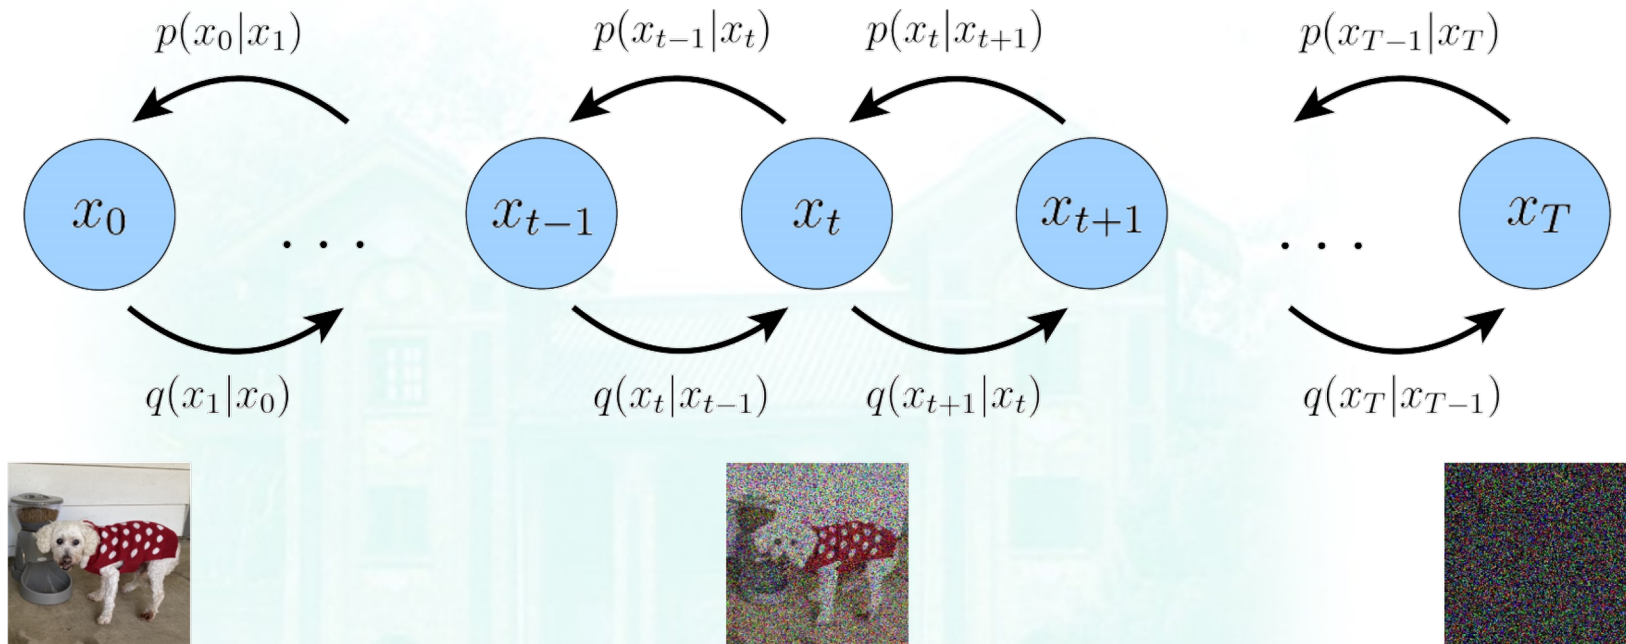 p(x_0|x_1) p(x_{t-1}|x_t) p(x_t|x_{t+1}) p(x_{T-1}|x_T)
x_0 . . . x_{t-1} x_t x_{t+1} . . . x_T
q(x_1|x_0) q(x_t|x_{t-1}) q(x_{t+1}|x_t) q(x_T|x_{T-1})